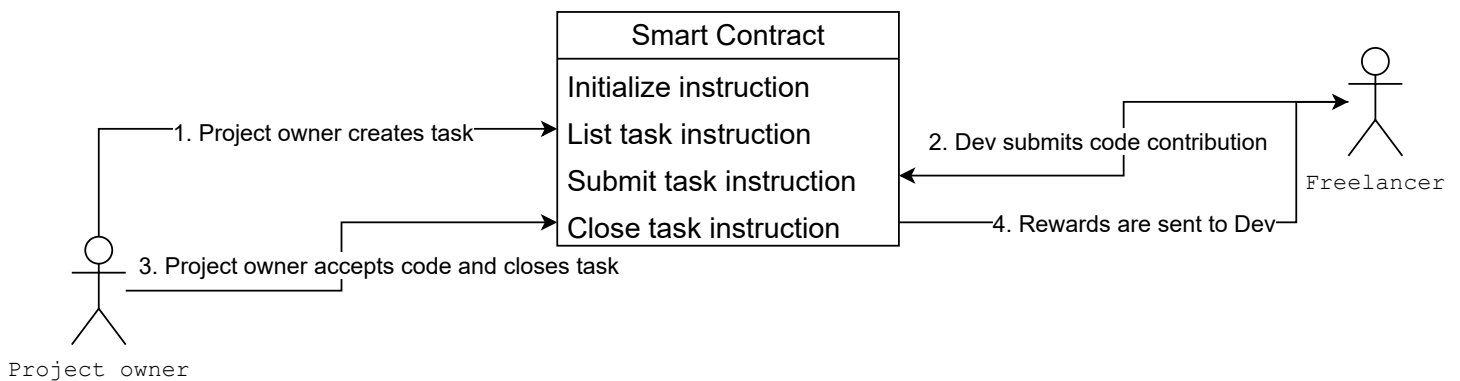 Smart Contract
Initialize instruction
List task instruction
Submit task instruction
Close task instruction
1. Project owner creates task
2. Dev submits code contribution
3. Project owner accepts code and closes task
4. Rewards are sent to Dev
Freelancer
Project owner